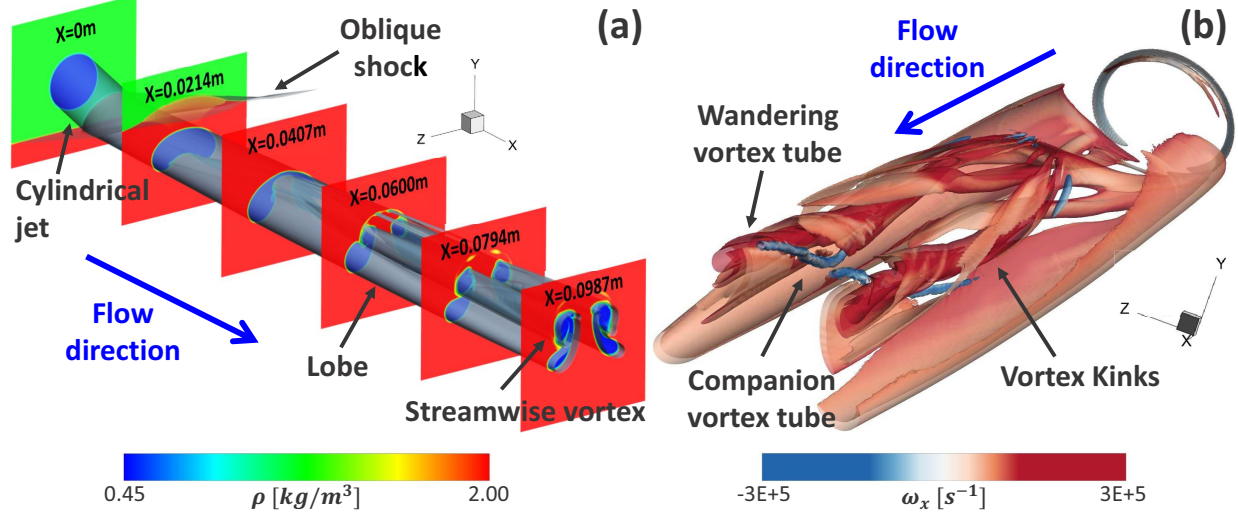 (a)
X=0m
Oblique
shock
X=0.0214m
Y
Z
X
X=0.0407m
Cylindrical
jet
X=0.0600m
X=0.0794m
X=0.0987m
Flow
direction
Lobe
Streamwise vortex
0.45
ρ [kg/m³]
2.00
(b)
Flow
direction
Wandering
vortex tube
Y
Z
X
Companion
vortex tube
Vortex Kinks
-3E+5
ωₓ [s⁻¹]
3E+5